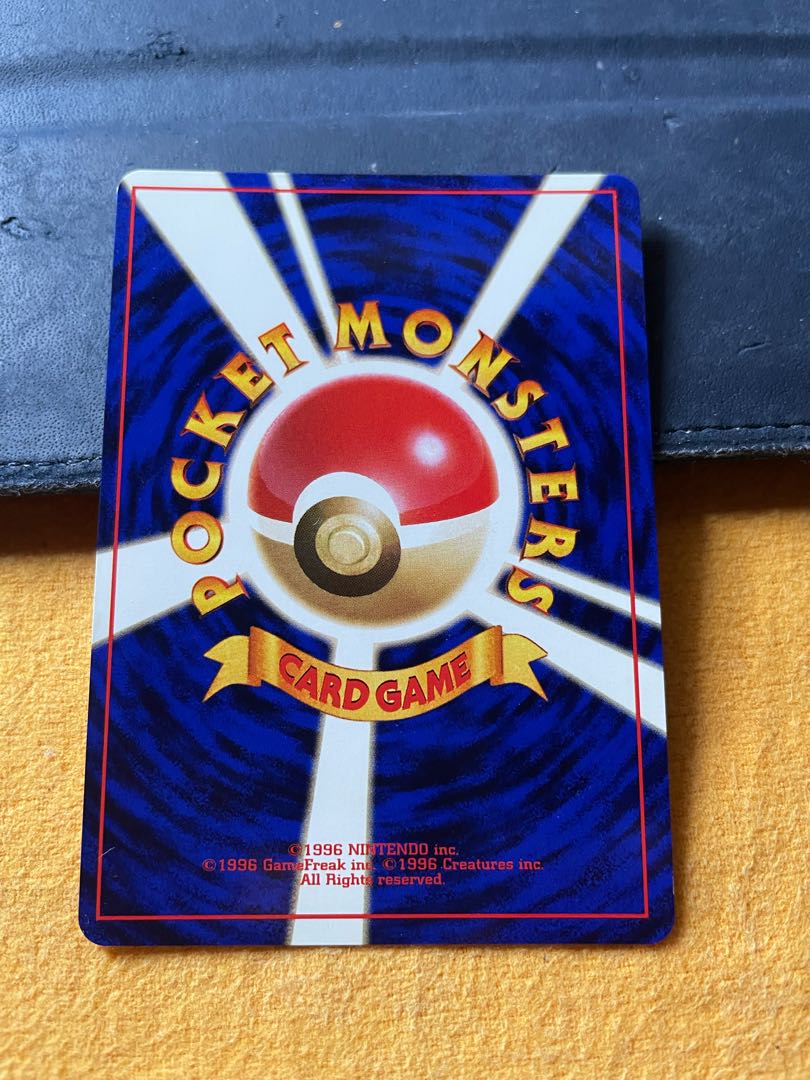 POCKET MONSTERS
CARD GAME
©1996 NINTENDO inc.
©1996 GameFreak inc. ©1996 Creatures inc.
All Rights reserved.